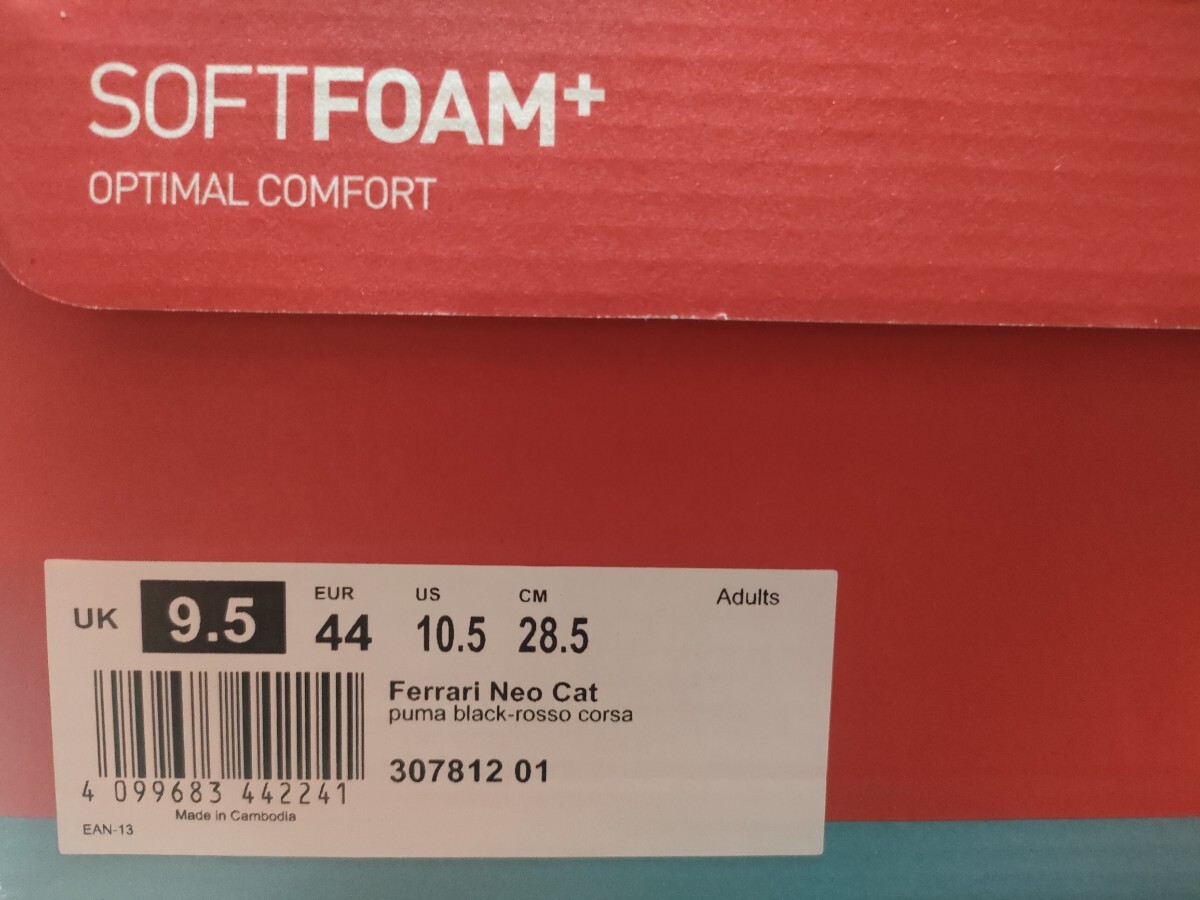 SOFTFOAM+
OPTIMAL COMFORT
UK 9.5 EUR 44 US 10.5 CM 28.5 Adults
Ferrari Neo Cat
puma black-rosso corsa
307812 01
4 099683 442241
Made in Cambodia
EAN-13